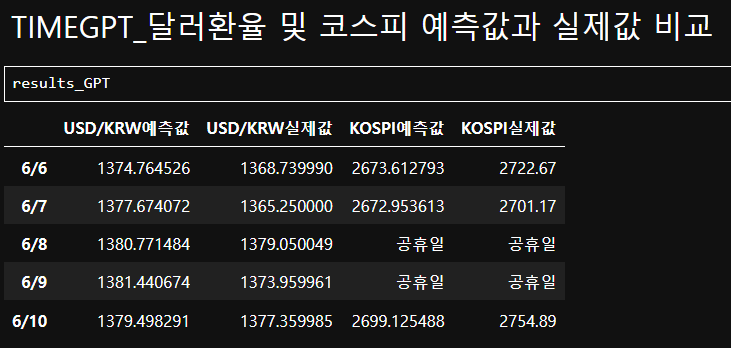 TIMEGPT_달러환율 및 코스피 예측값과 실제값 비교
results_GPT
USD/KRW예측값 USD/KRW실제값 KOSPI예측값 KOSPI실제값
6/6 1374.764526 1368.739990 2673.612793 2722.67
6/7 1377.674072 1365.250000 2672.953613 2701.17
6/8 1380.771484 1379.050049 공휴일 공휴일
6/9 1381.440674 1373.959961 공휴일 공휴일
6/10 1379.498291 1377.359985 2699.125488 2754.89